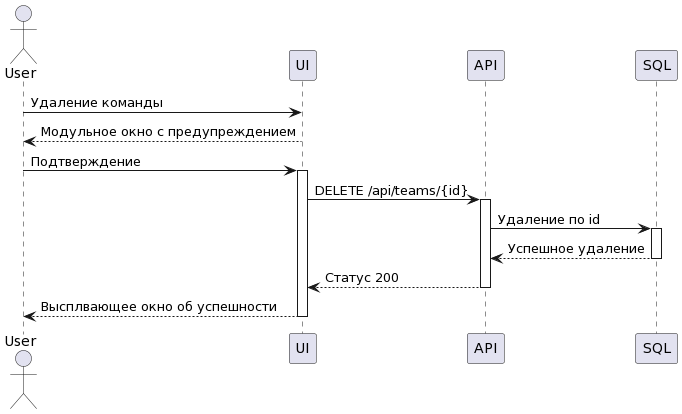 User
UI
API
SQL
Удаление команды
Модульное окно с предупреждением
Подтверждение
DELETE /api/teams/{id}
Удаление по id
Успешное удаление
Статус 200
Высплвающее окно об успешности
User
UI
API
SQL